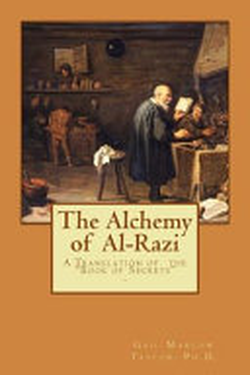 The Alchemy
of Al-Razi
A Translation of the
"Book of Secrets"
Gail Marlow
Taylor, Ph.D.